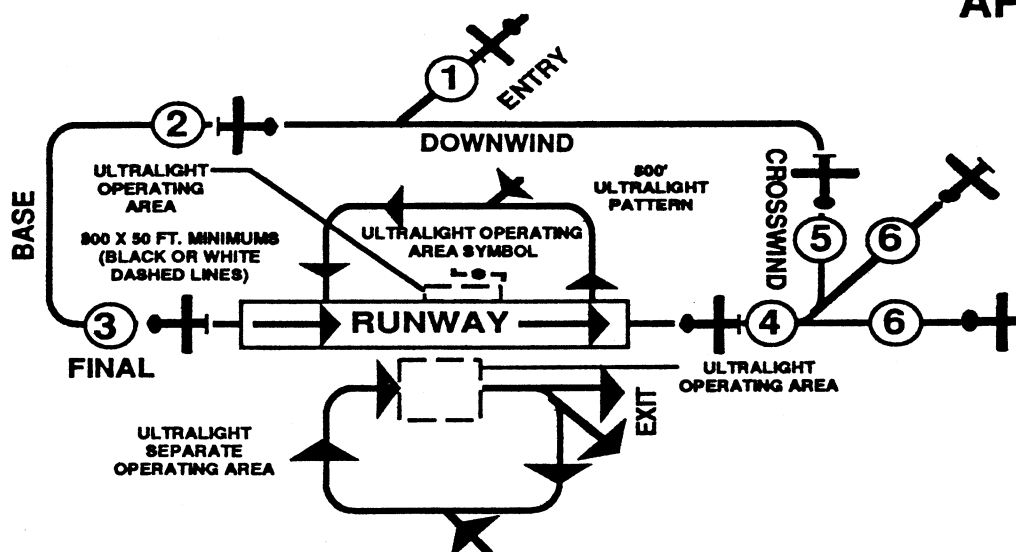 AP
1
ENTRY
2
DOWNWIND
ULTRALIGHT
OPERATING
AREA
800'
ULTRALIGHT
PATTERN
CROSSWIND
BASE
300 X 50 FT. MINIMUMS
(BLACK OR WHITE
DASHED LINES)
ULTRALIGHT OPERATING
AREA SYMBOL
5
6
3
RUNWAY
4
6
FINAL
ULTRALIGHT
OPERATING AREA
EXIT
ULTRALIGHT
SEPARATE
OPERATING AREA